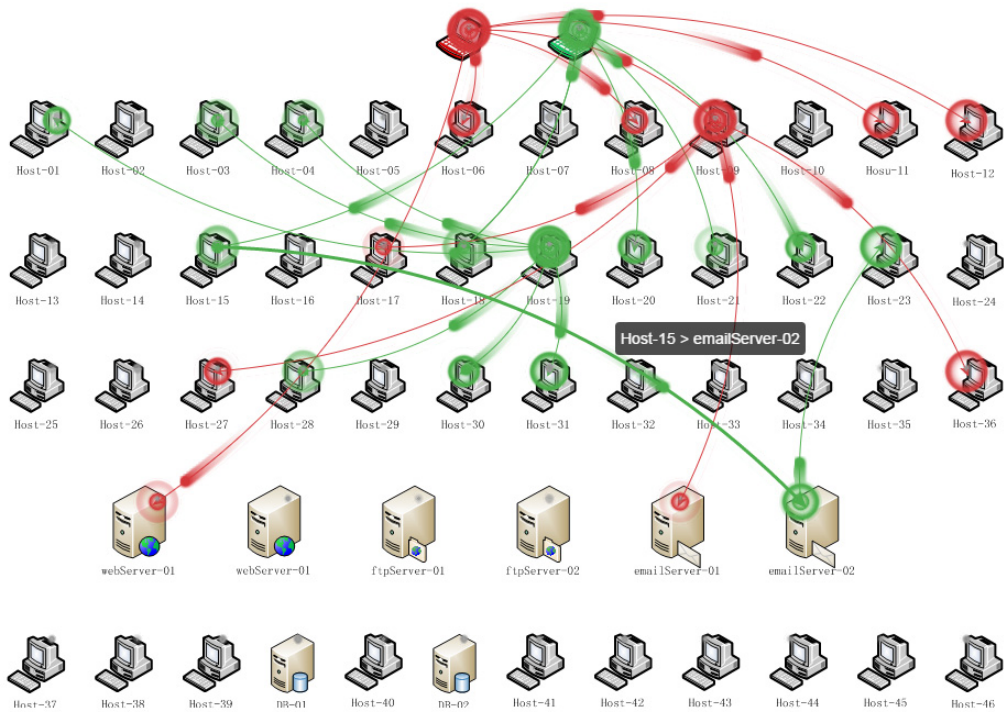 Host-01 Host-02 Host-03 Host-04 Host-05 Host-06 Host-07 Host-08 Host-09 Host-10 Hosu-11 Host-12
Host-13 Host-14 Host-15 Host-16 Host-17 Host-18 Host-19 Host-20 Host-21 Host-22 Host-23 Host-24
Host-15 > emailServer-02
Host-25 Host-26 Host-27 Host-28 Host-29 Host-30 Host-31 Host-32 Host-33 Host-34 Host-35 Host-36
webServer-01 webServer-01 ftpServer-01 ftpServer-02 emailServer-01 emailServer-02
Host-37 Host-38 Host-39 DB-01 Host-40 DB-02 Host-41 Host-42 Host-43 Host-44 Host-45 Host-46